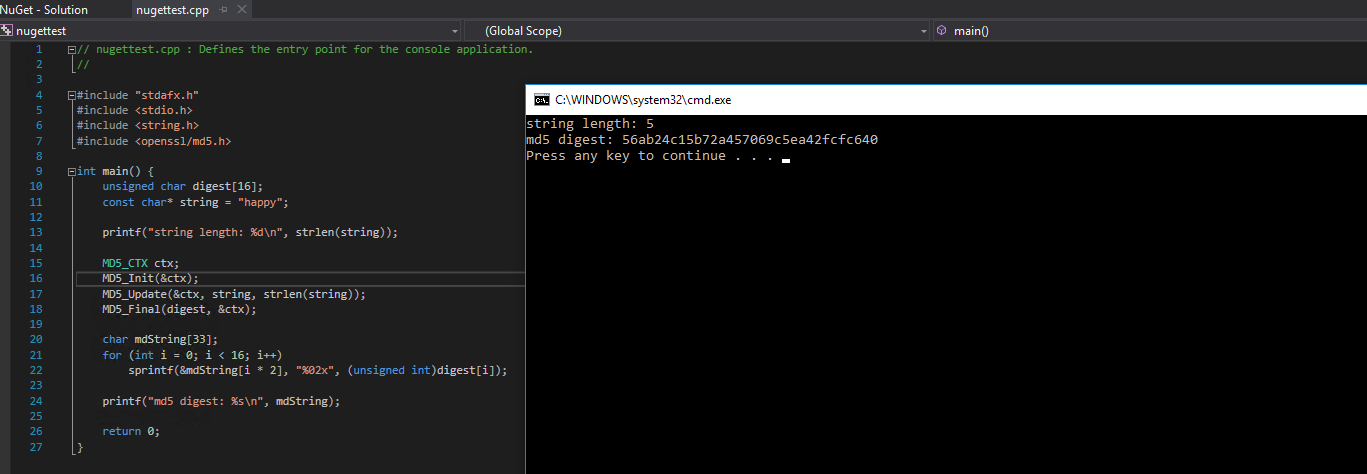 NuGet - Solution
nugettest.cpp
nugettest
(Global Scope)
main()
1 // nugettest.cpp : Defines the entry point for the console application.
2 //
3
4 #include "stdafx.h"
5 #include <stdio.h>
6 #include <string.h>
7 #include <openssl/md5.h>
8
9 int main() {
10 unsigned char digest[16];
11 const char* string = "happy";
12
13 printf("string length: %d\n", strlen(string));
14
15 MD5_CTX ctx;
16 MD5_Init(&ctx);
17 MD5_Update(&ctx, string, strlen(string));
18 MD5_Final(digest, &ctx);
19
20 char mdString[33];
21 for (int i = 0; i < 16; i++)
22 sprintf(&mdString[i * 2], "%02x", (unsigned int)digest[i]);
23
24 printf("md5 digest: %s\n", mdString);
25
26 return 0;
27 }
C:\WINDOWS\system32\cmd.exe
string length: 5
md5 digest: 56ab24c15b72a457069c5ea42fcfc640
Press any key to continue . . .